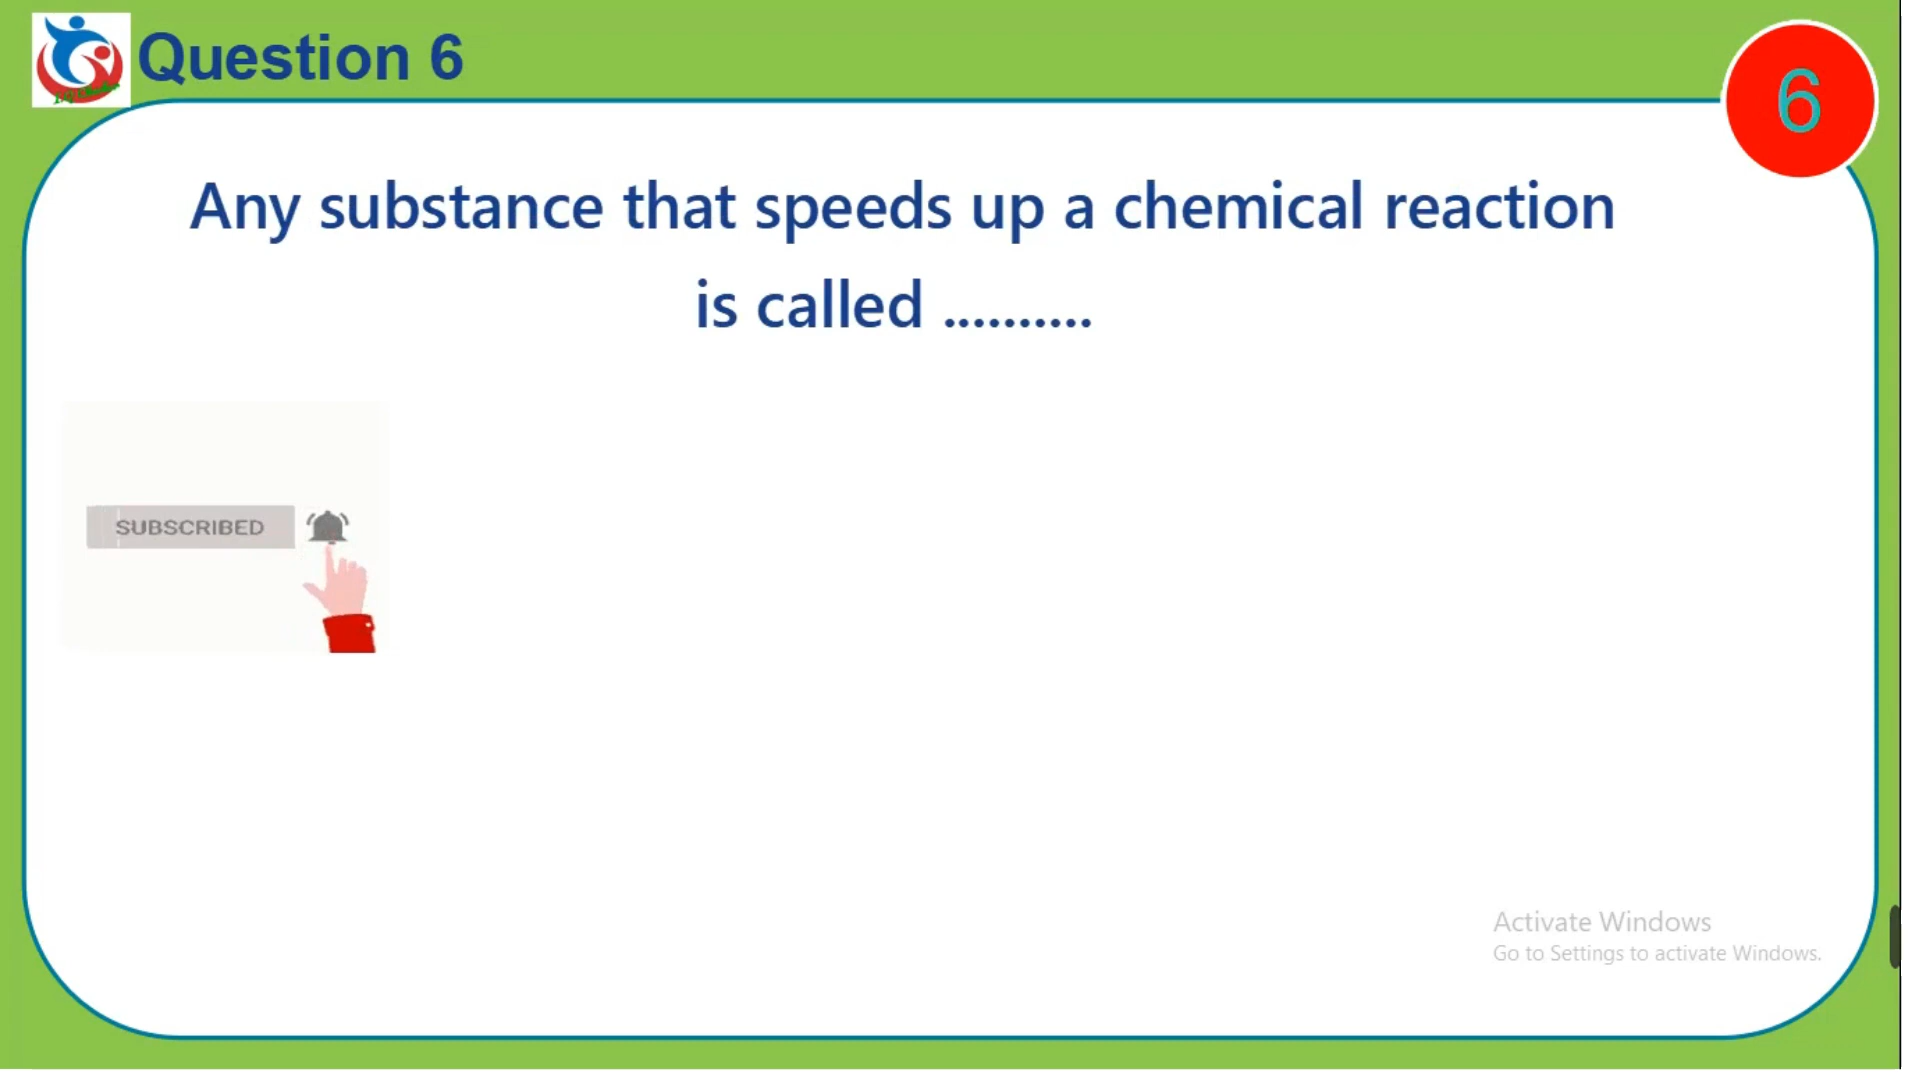 Question 6
6
Any substance that speeds up a chemical reaction
is called ..........
SUBSCRIBED
Activate Windows
Go to Settings to activate Windows.